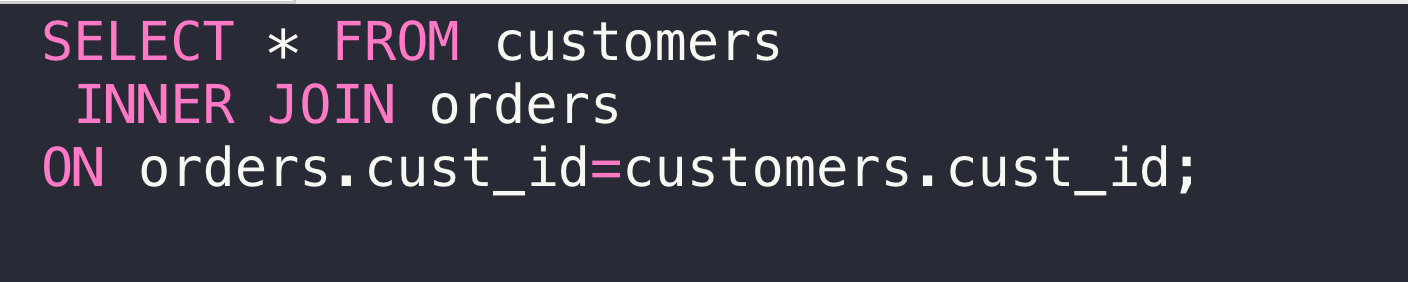 SELECT * FROM customers
INNER JOIN orders
ON orders.cust_id=customers.cust_id;